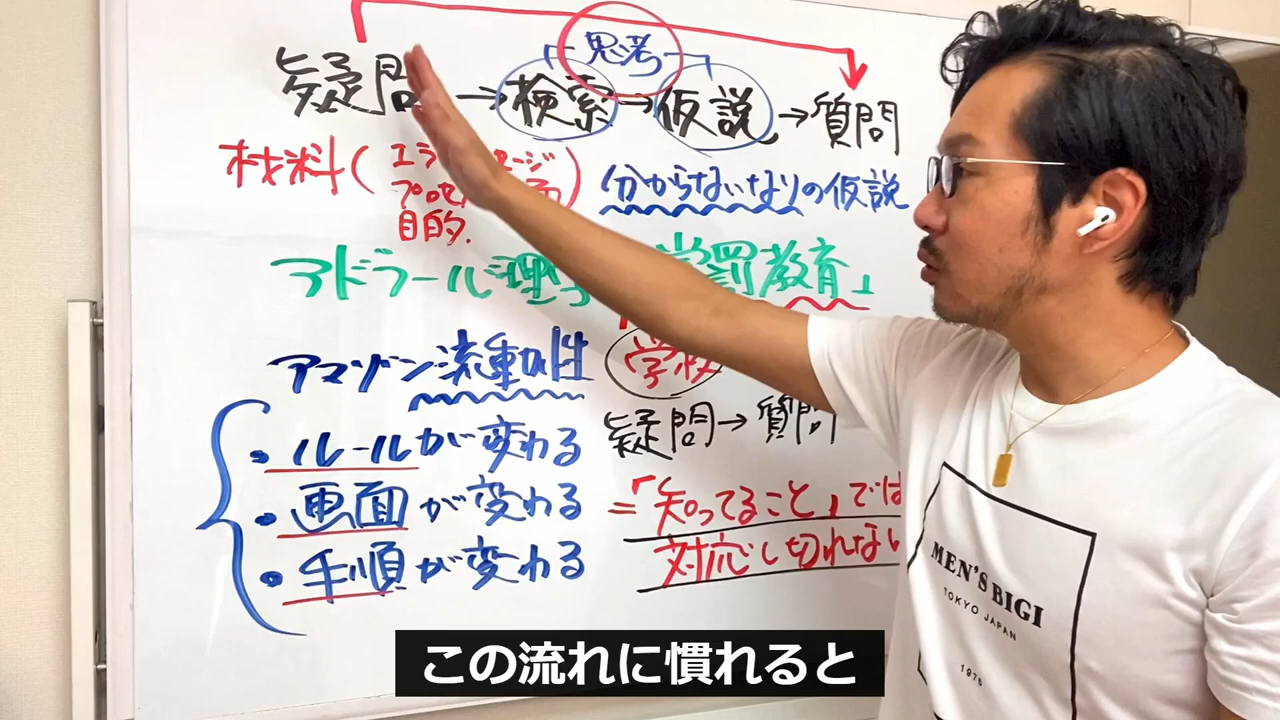 思考
疑問→検索→仮説→質問
材料(エラー ージ)
プロセ
目的
分からないなりの仮説
アドラー心理学
罰教育」
アマゾン流動性
学校
・ルールが変わる
・画面が変わる
・手順が変わる
疑問→質問
=「知ってること」では
対応し切れない
MEN'S BIGI
TOKYO JAPAN
1975
この流れに慣れると